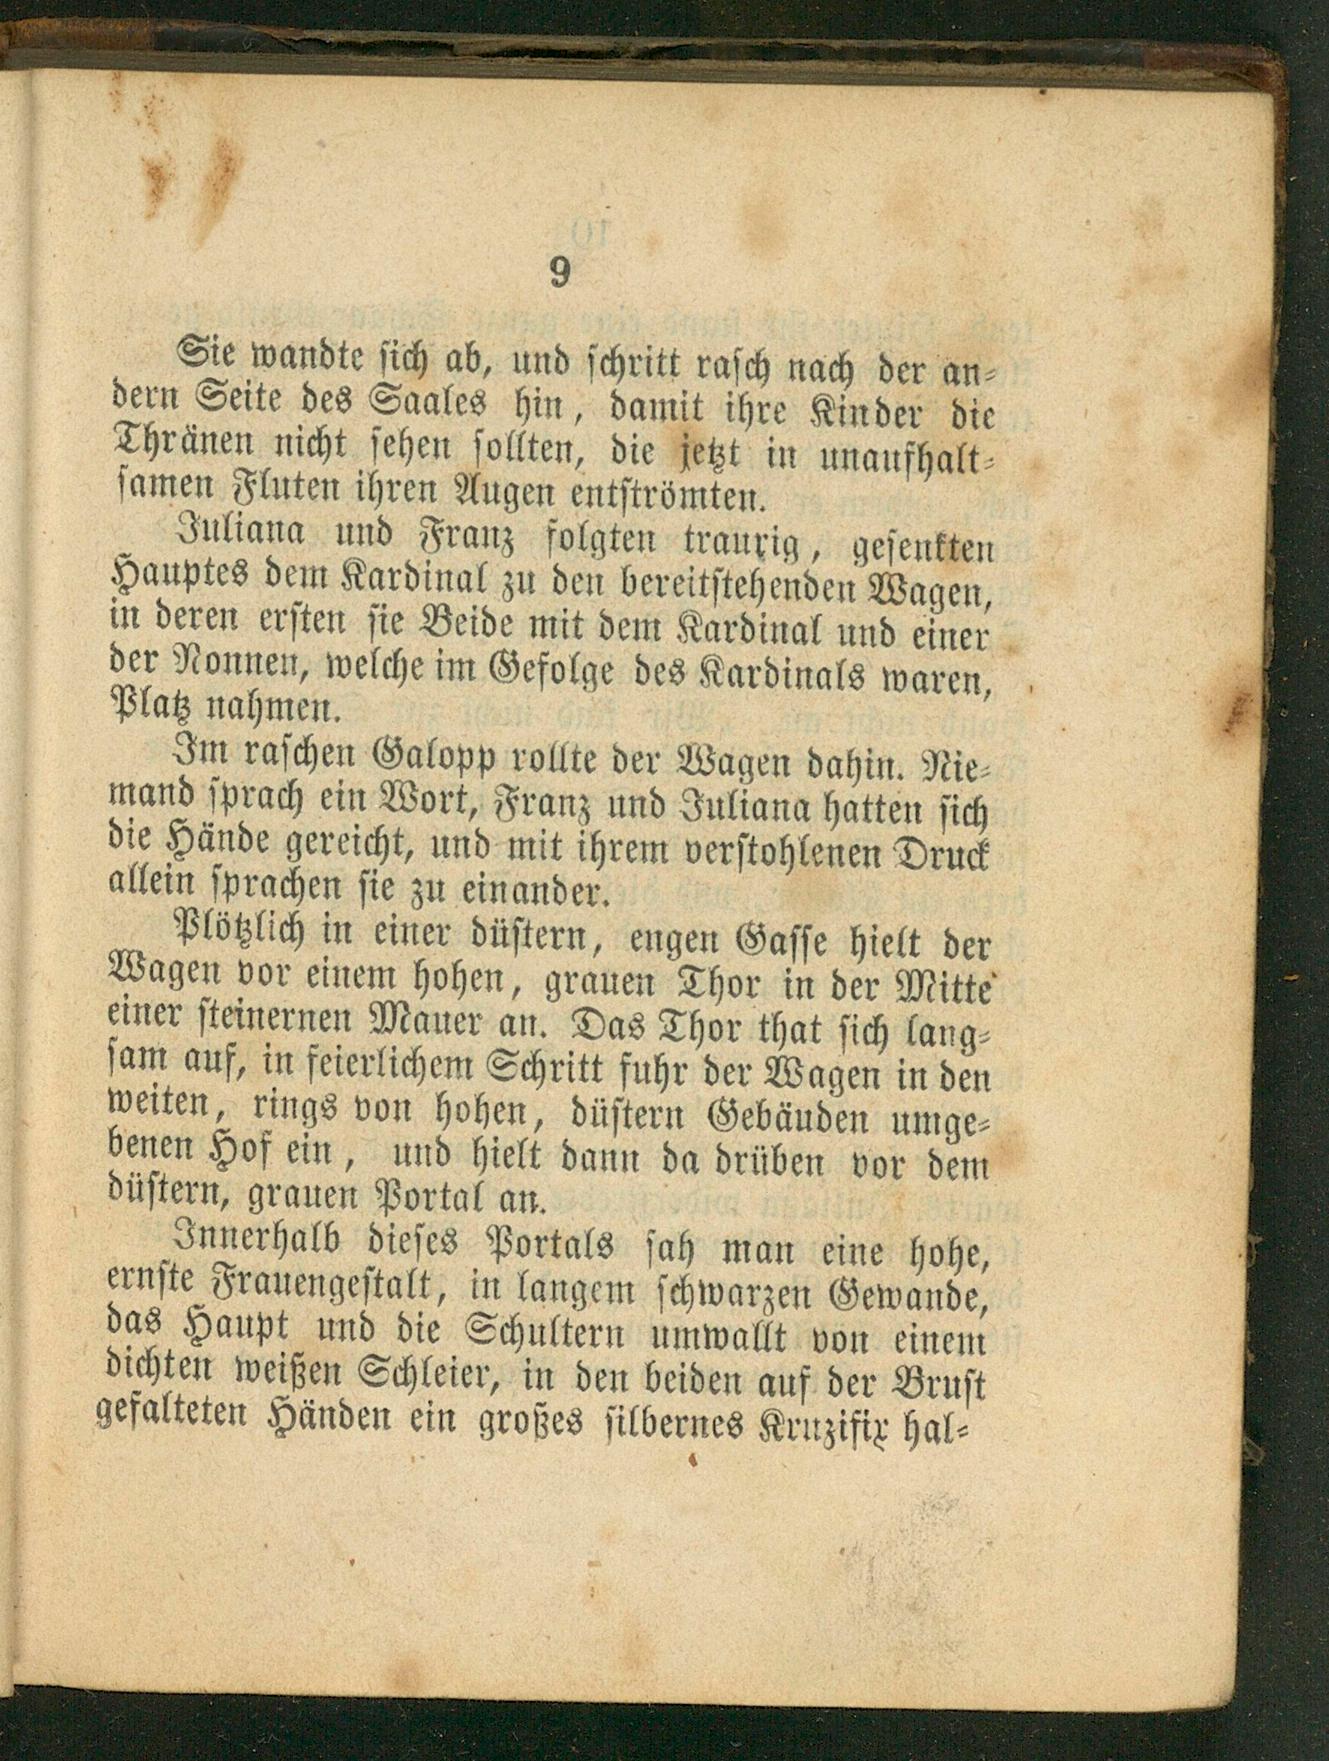 9
Sie wandte sich ab, und schritt rasch nach der an-
dern Seite des Saales hin, damit ihre Kinder die
Thränen nicht sehen sollten, die jetzt in unaufhalt-
samen Fluten ihren Augen entströmten.
Juliana und Franz folgten traurig, gesenkten
Hauptes dem Kardinal zu den bereitstehenden Wagen,
in deren ersten sie Beide mit dem Kardinal und einer
der Nonnen, welche im Gefolge des Kardinals waren,
Platz nahmen.
Im raschen Galopp rollte der Wagen dahin. Nie-
mand sprach ein Wort, Franz und Juliana hatten sich
die Hände gereicht, und mit ihrem verstohlenen Druck
allein sprachen sie zu einander.
Plötzlich in einer düstern, engen Gasse hielt der
Wagen vor einem hohen, grauen Thor in der Mitte
einer steinernen Mauer an. Das Thor that sich lang-
sam auf, in feierlichem Schritt fuhr der Wagen in den
weiten, rings von hohen, düstern Gebäuden umge-
benen Hof ein, und hielt dann da drüben vor dem
düstern, grauen Portal an.
Innerhalb dieses Portals sah man eine hohe,
ernste Frauengestalt, in langem schwarzen Gewande,
das Haupt und die Schultern umwallt von einem
dichten weißen Schleier, in den beiden auf der Brust
gefalteten Händen ein großes silbernes Kruzifix hal-